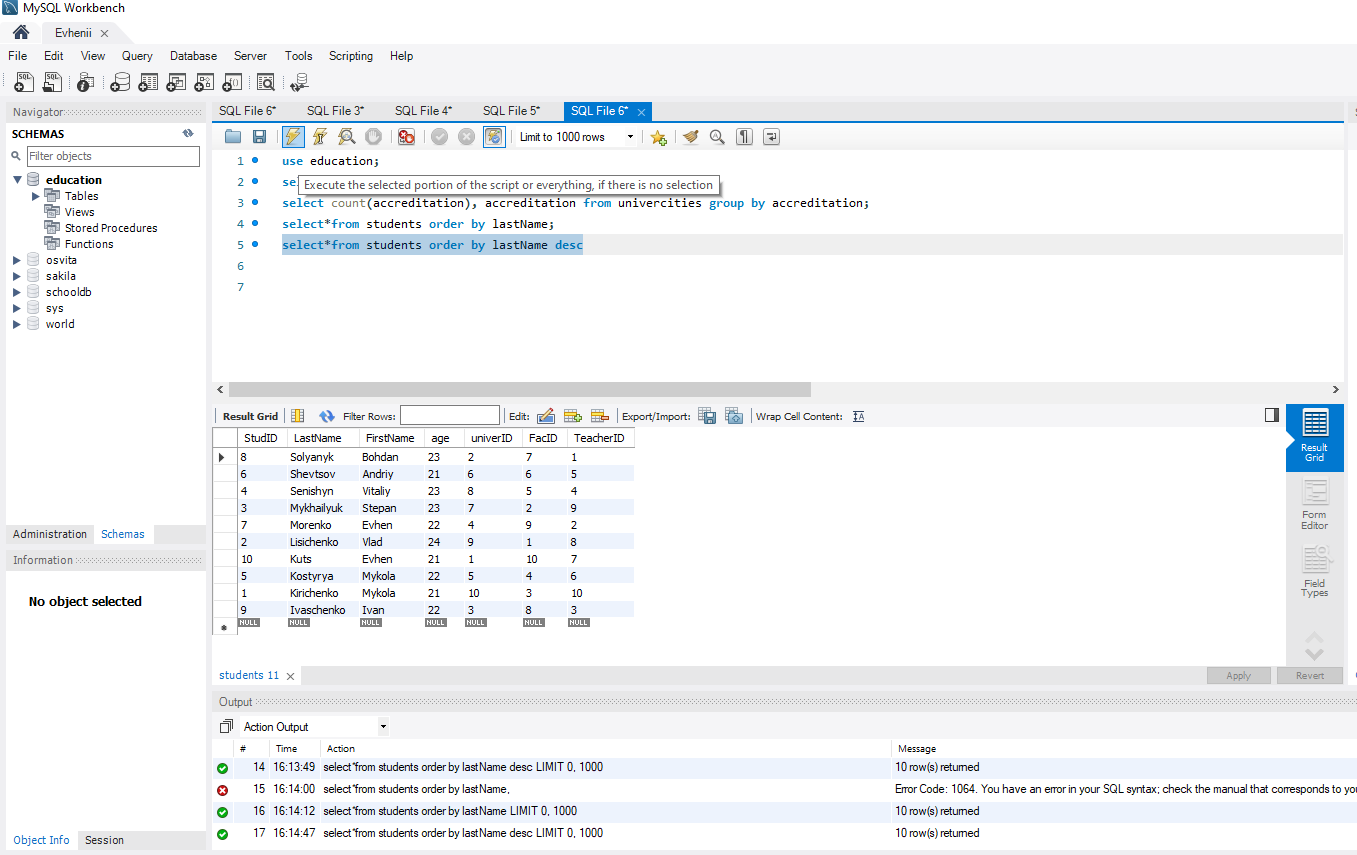 MySQL Workbench
Evhenii
File Edit View Query Database Server Tools Scripting Help
Navigator
SCHEMAS
Filter objects
education
Tables
Views
Stored Procedures
Functions
osvita
sakila
schooldb
sys
world
Administration Schemas
Information
No object selected
Object Info Session
SQL File 6* SQL File 3* SQL File 4* SQL File 5* SQL File 6*
Limit to 1000 rows
1 use education;
2 se
Execute the selected portion of the script or everything, if there is no selection
3 select count(accreditation), accreditation from univercities group by accreditation;
4 select*from students order by lastName;
5 select*from students order by lastName desc
6
7
Result Grid Filter Rows: Edit: Export/Import: Wrap Cell Content:
StudID LastName FirstName age univerID FacID TeacherID
8 Solyanyk Bohdan 23 2 7 1
6 Shevtsov Andriy 21 6 6 5
4 Senishyn Vitaliy 23 8 5 4
3 Mykhailyuk Stepan 23 7 2 9
7 Morenko Evhen 22 4 9 2
2 Lisichenko Vlad 24 9 1 8
10 Kuts Evhen 21 1 10 7
5 Kostyrya Mykola 22 5 4 6
1 Kirichenko Mykola 21 10 3 10
9 Ivaschenko Ivan 22 3 8 3
NULL NULL NULL NULL NULL NULL NULL
Result
Grid
Form
Editor
Field
Types
students 11
Apply Revert
Output
Action Output
# Time Action Message
14 16:13:49 select*from students order by lastName desc LIMIT 0, 1000 10 row(s) returned
15 16:14:00 select*from students order by lastName, Error Code: 1064. You have an error in your SQL syntax; check the manual that corresponds to you
16 16:14:12 select*from students order by lastName LIMIT 0, 1000 10 row(s) returned
17 16:14:47 select*from students order by lastName desc LIMIT 0, 1000 10 row(s) returned